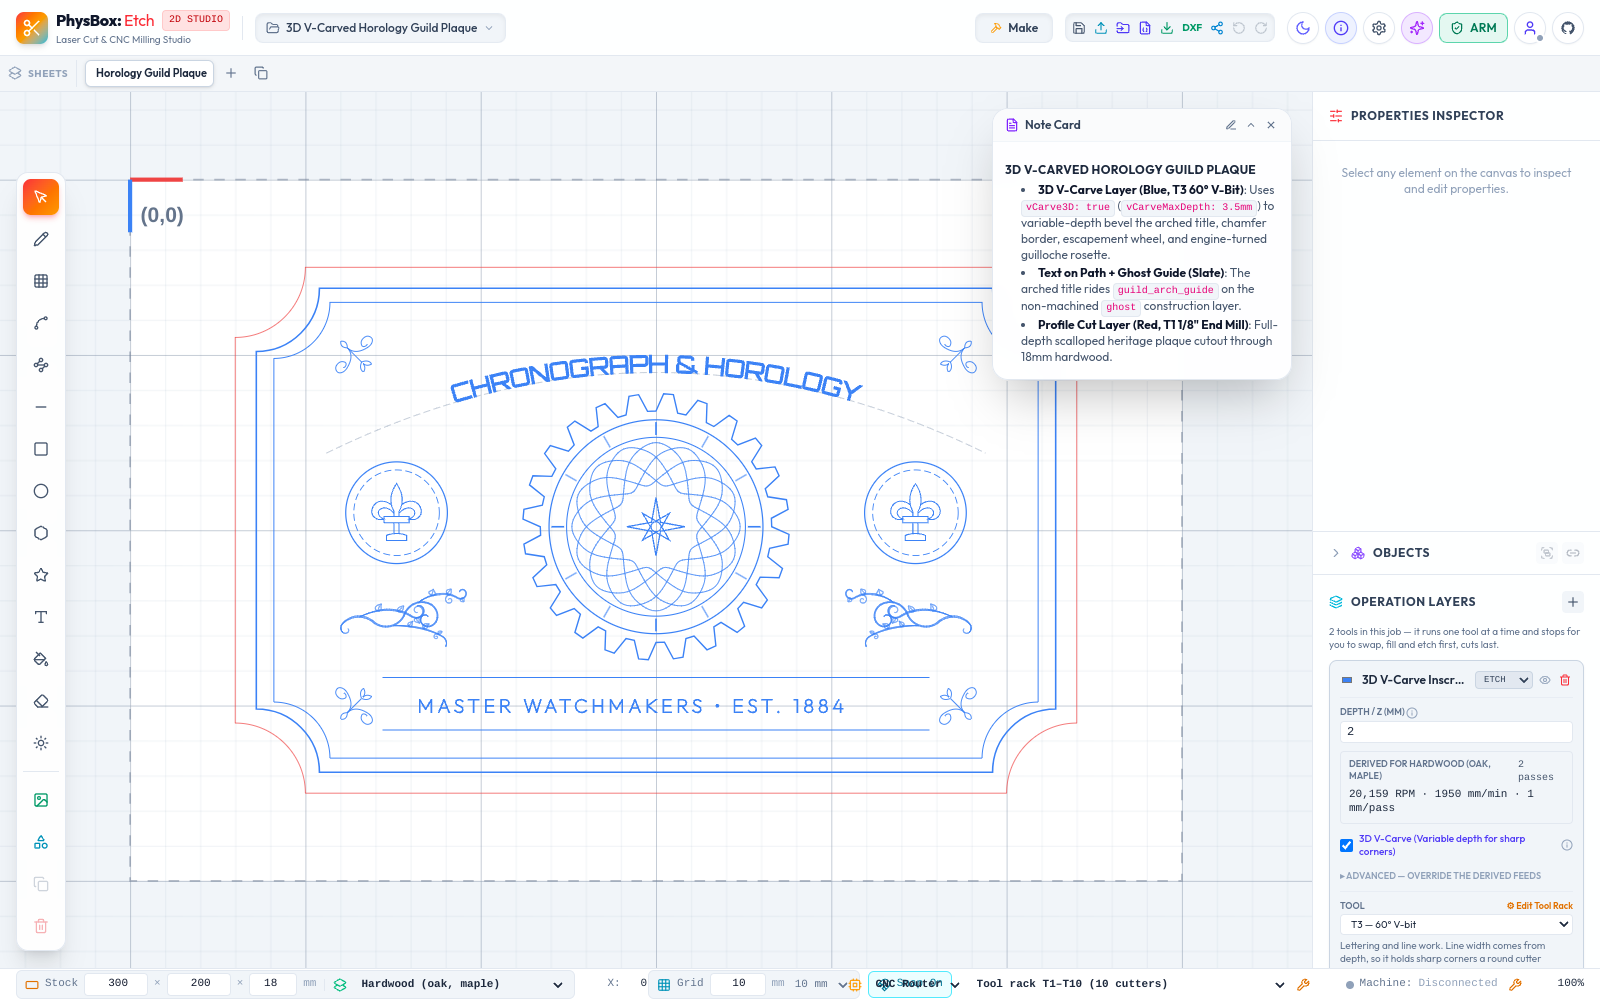 PhysBox: Etch
2D STUDIO
Laser Cut & CNC Milling Studio
3D V-Carved Horology Guild Plaque
Make
DXF
ARM
SHEETS
Horology Guild Plaque
(0,0)
CHRONOGRAPH & HOROLOGY
MASTER WATCHMAKERS • EST. 1884
Note Card
3D V-CARVED HOROLOGY GUILD PLAQUE
• 3D V-Carve Layer (Blue, T3 60° V-Bit): Uses
vCarve3D: true ( vCarveMaxDepth: 3.5mm ) to
variable-depth bevel the arched title, chamfer
border, escapement wheel, and engine-turned
guilloche rosette.
• Text on Path + Ghost Guide (Slate): The
arched title rides guild_arch_guide on the
non-machined ghost construction layer.
• Profile Cut Layer (Red, T1 1/8" End Mill): Full-
depth scalloped heritage plaque cutout through
18mm hardwood.
PROPERTIES INSPECTOR
Select any element on the canvas to inspect
and edit properties.
OBJECTS
OPERATION LAYERS
2 tools in this job — it runs one tool at a time and stops for
you to swap, fill and etch first, cuts last.
3D V-Carve Inscr...
ETCH
DEPTH / Z (MM)
2
DERIVED FOR HARDWOOD (OAK,
MAPLE)
2
passes
20,159 RPM · 1950 mm/min · 1
mm/pass
3D V-Carve (Variable depth for sharp
corners)
▸ ADVANCED — OVERRIDE THE DERIVED FEEDS
TOOL
Edit Tool Rack
T3 — 60° V-bit
Lettering and line work. Line width comes from
depth, so it holds sharp corners a round cutter
Stock 300 × 200 × 18 mm
Hardwood (oak, maple)
X: 0
Grid 10 mm
10 mm
CNC Router
Tool rack T1–T10 (10 cutters)
Machine: Disconnected
100%